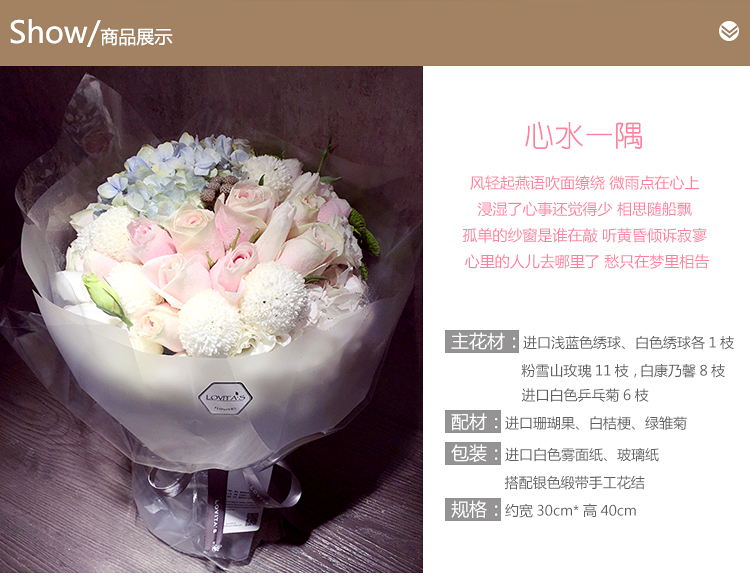 Show/商品展示
心水一隅
风轻起燕语吹面缭绕 微雨点在心上
浸湿了心事还觉得少 相思随船飘
孤单的纱窗是谁在敲 听黄昏倾诉寂寥
心里的人儿去哪里了 愁只在梦里相告
主花材：进口浅蓝色绣球、白色绣球各 1 枝
粉雪山玫瑰 11 枝 , 白康乃馨 8 枝
进口白色乒乓菊 6 枝
配材：进口珊瑚果、白桔梗、绿雏菊
包装：进口白色雾面纸、玻璃纸
搭配银色缎带手工花结
规格：约宽 30cm* 高 40cm
LOVITA'S
FLOWERS
LOVITA'S